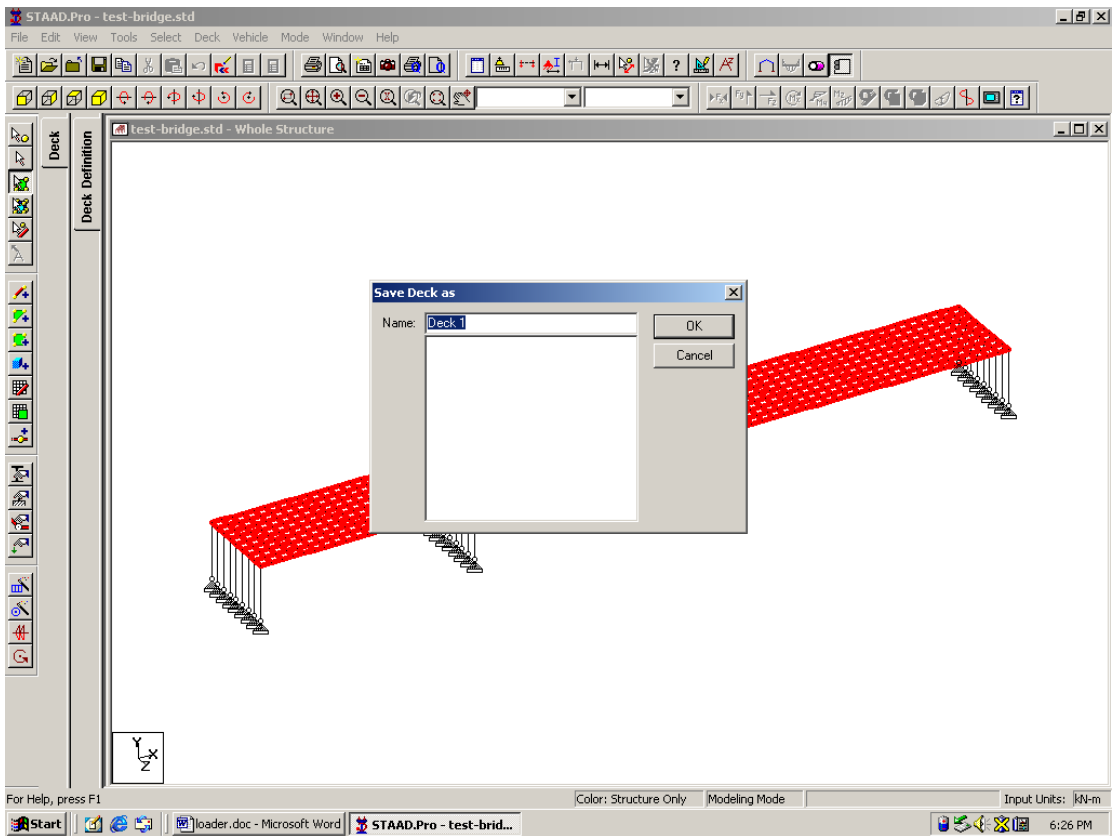 STAAD.Pro - test-bridge.std
File Edit View Tools Select Deck Vehicle Mode Window Help
Deck
Deck Definition
test-bridge.std - Whole Structure
Save Deck as
Name: Deck 1
OK
Cancel
Y
X
Z
For Help, press F1
Color: Structure Only
Modeling Mode
Input Units: kN-m
Start
loader.doc - Microsoft Word
STAAD.Pro - test-brid...
6:26 PM